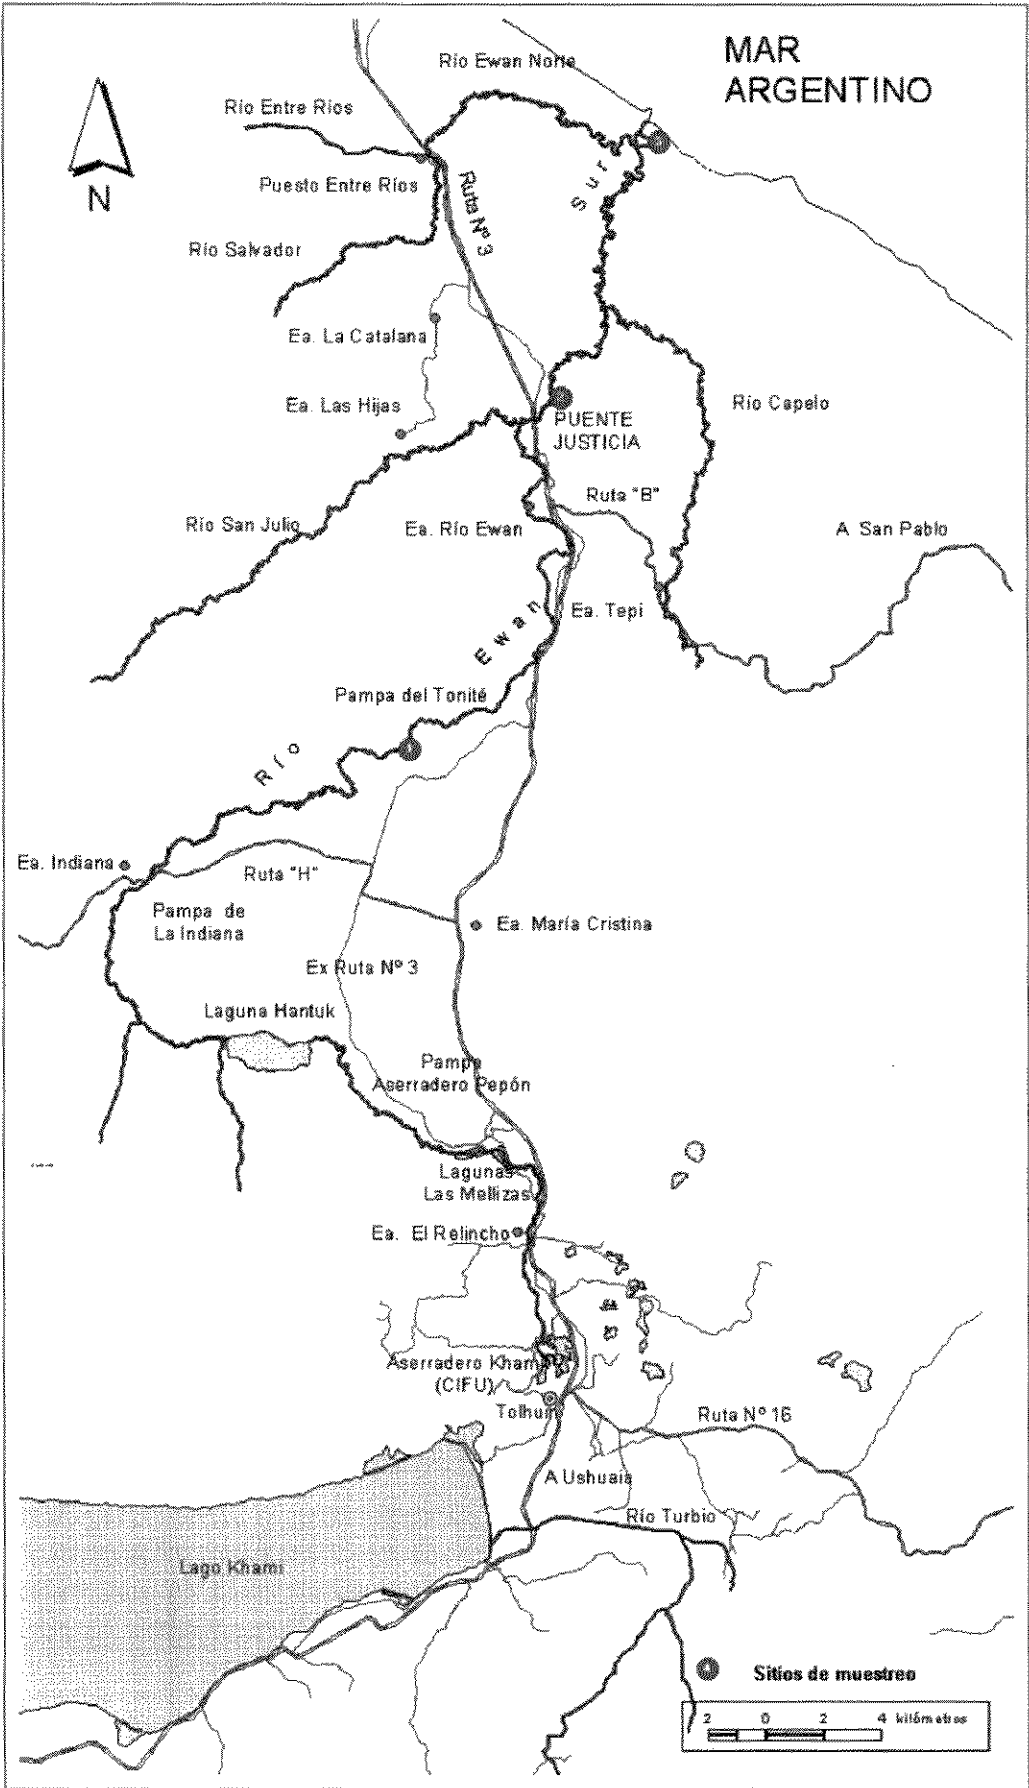 MAR
ARGENTINO
Río Ewan Norte
Río Entre Ríos
N
Puesto Entre Ríos
Ruta Nº 3
Sur
Río Salvador
Ea. La Catalana
Ea. Las Hijas
Río Capelo
PUENTE
JUSTICIA
Ruta "B"
Río San Julio
Ea. Río Ewan
A San Pablo
Ea. Tepi
Ewan
Pampa del Tonité
Río
Ea. Indiana
Ruta "H"
Pampa de
La Indiana
Ea. María Cristina
Ex Ruta Nº 3
Laguna Hantuk
Pampa
Aserradero Pepón
Lagunas
Las Mellizas
Ea. El Relincho
Aserradero Khami
(CIFU)
Tolhuin
Ruta Nº 16
A Ushuaia
Río Turbio
Lago Khami
Sitios de muestreo
2 0 2 4 kilómetros